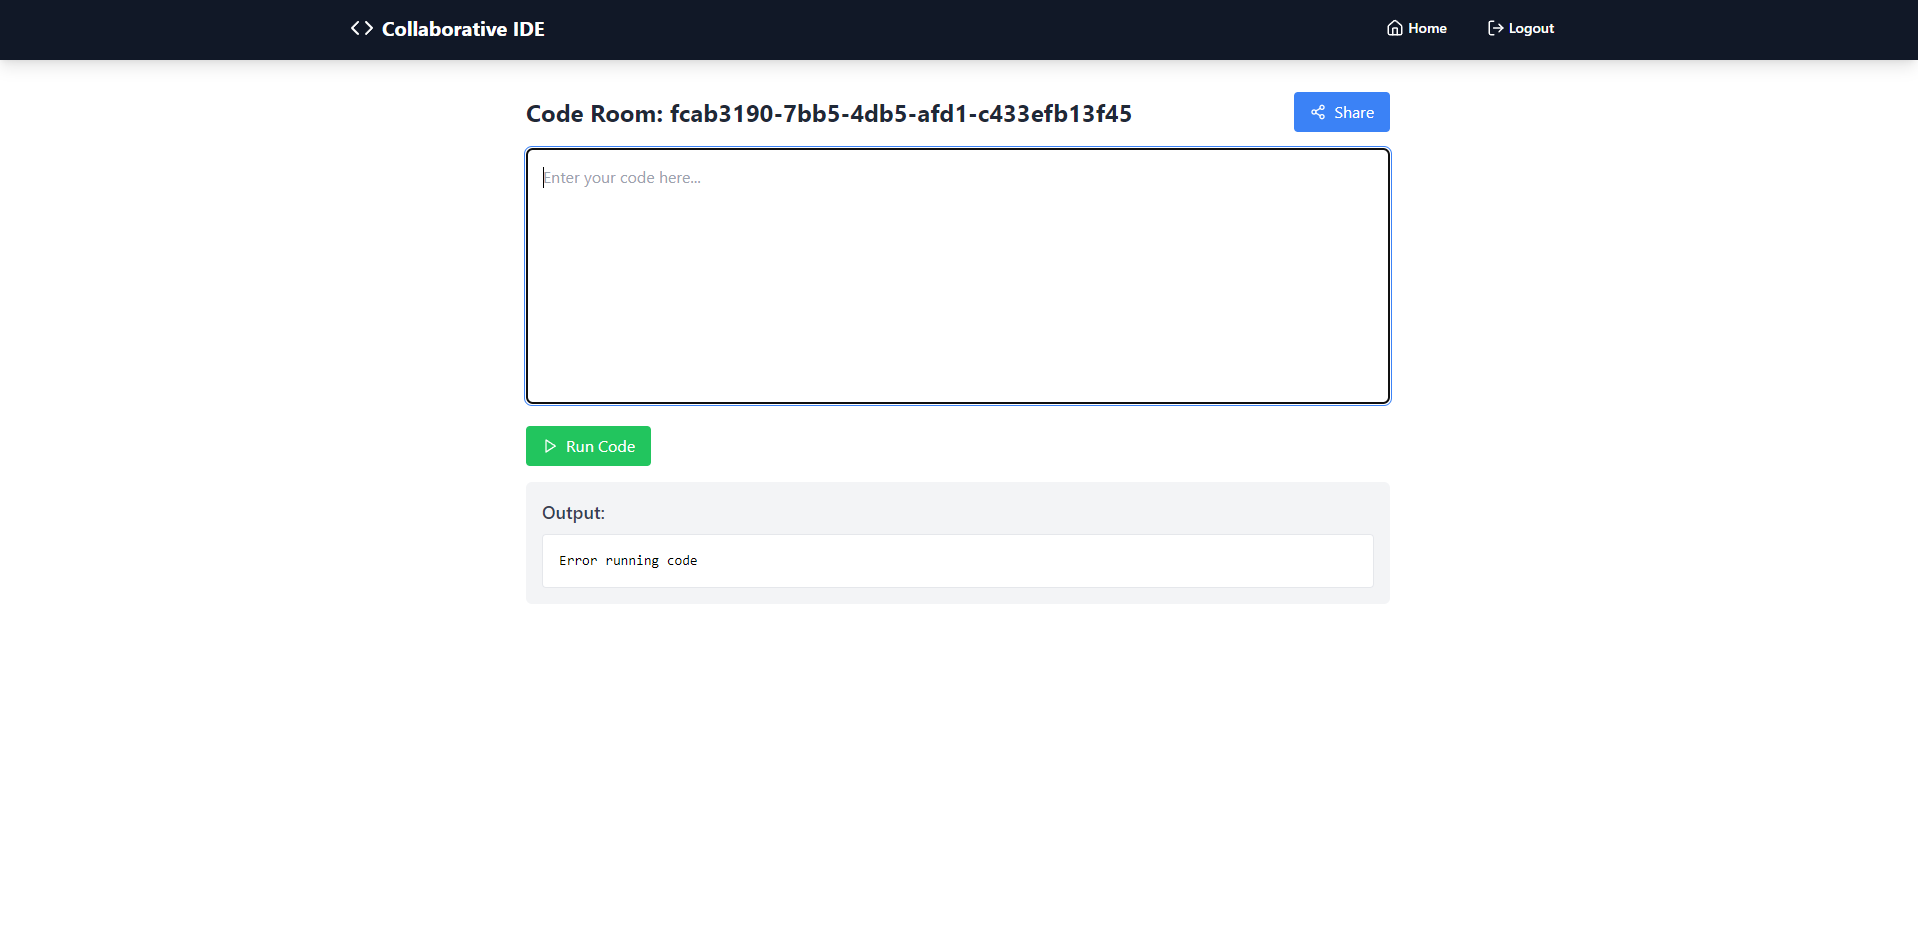 Collaborative IDE
Home
Logout
Code Room: fcab3190-7bb5-4db5-afd1-c433efb13f45
Share
Enter your code here...
Run Code
Output:
Error running code